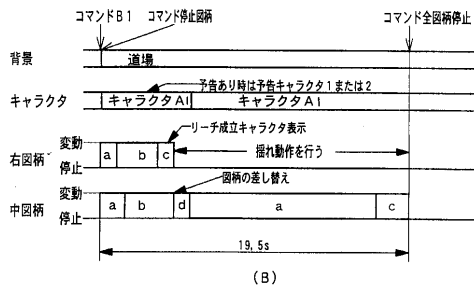 コマンドB1
コマンド停止図柄
コマンド全図柄停止
背景
道場
予告あり時は予告キャラクタ1または2
キャラクタ
キャラクタA1
キャラクタA1
リーチ成立キャラクタ表示
右図柄
変動
停止
a
b
c
揺れ動作を行う
図柄の差し替え
中図柄
変動
停止
a
b
d
a
c
19,5s
(B)